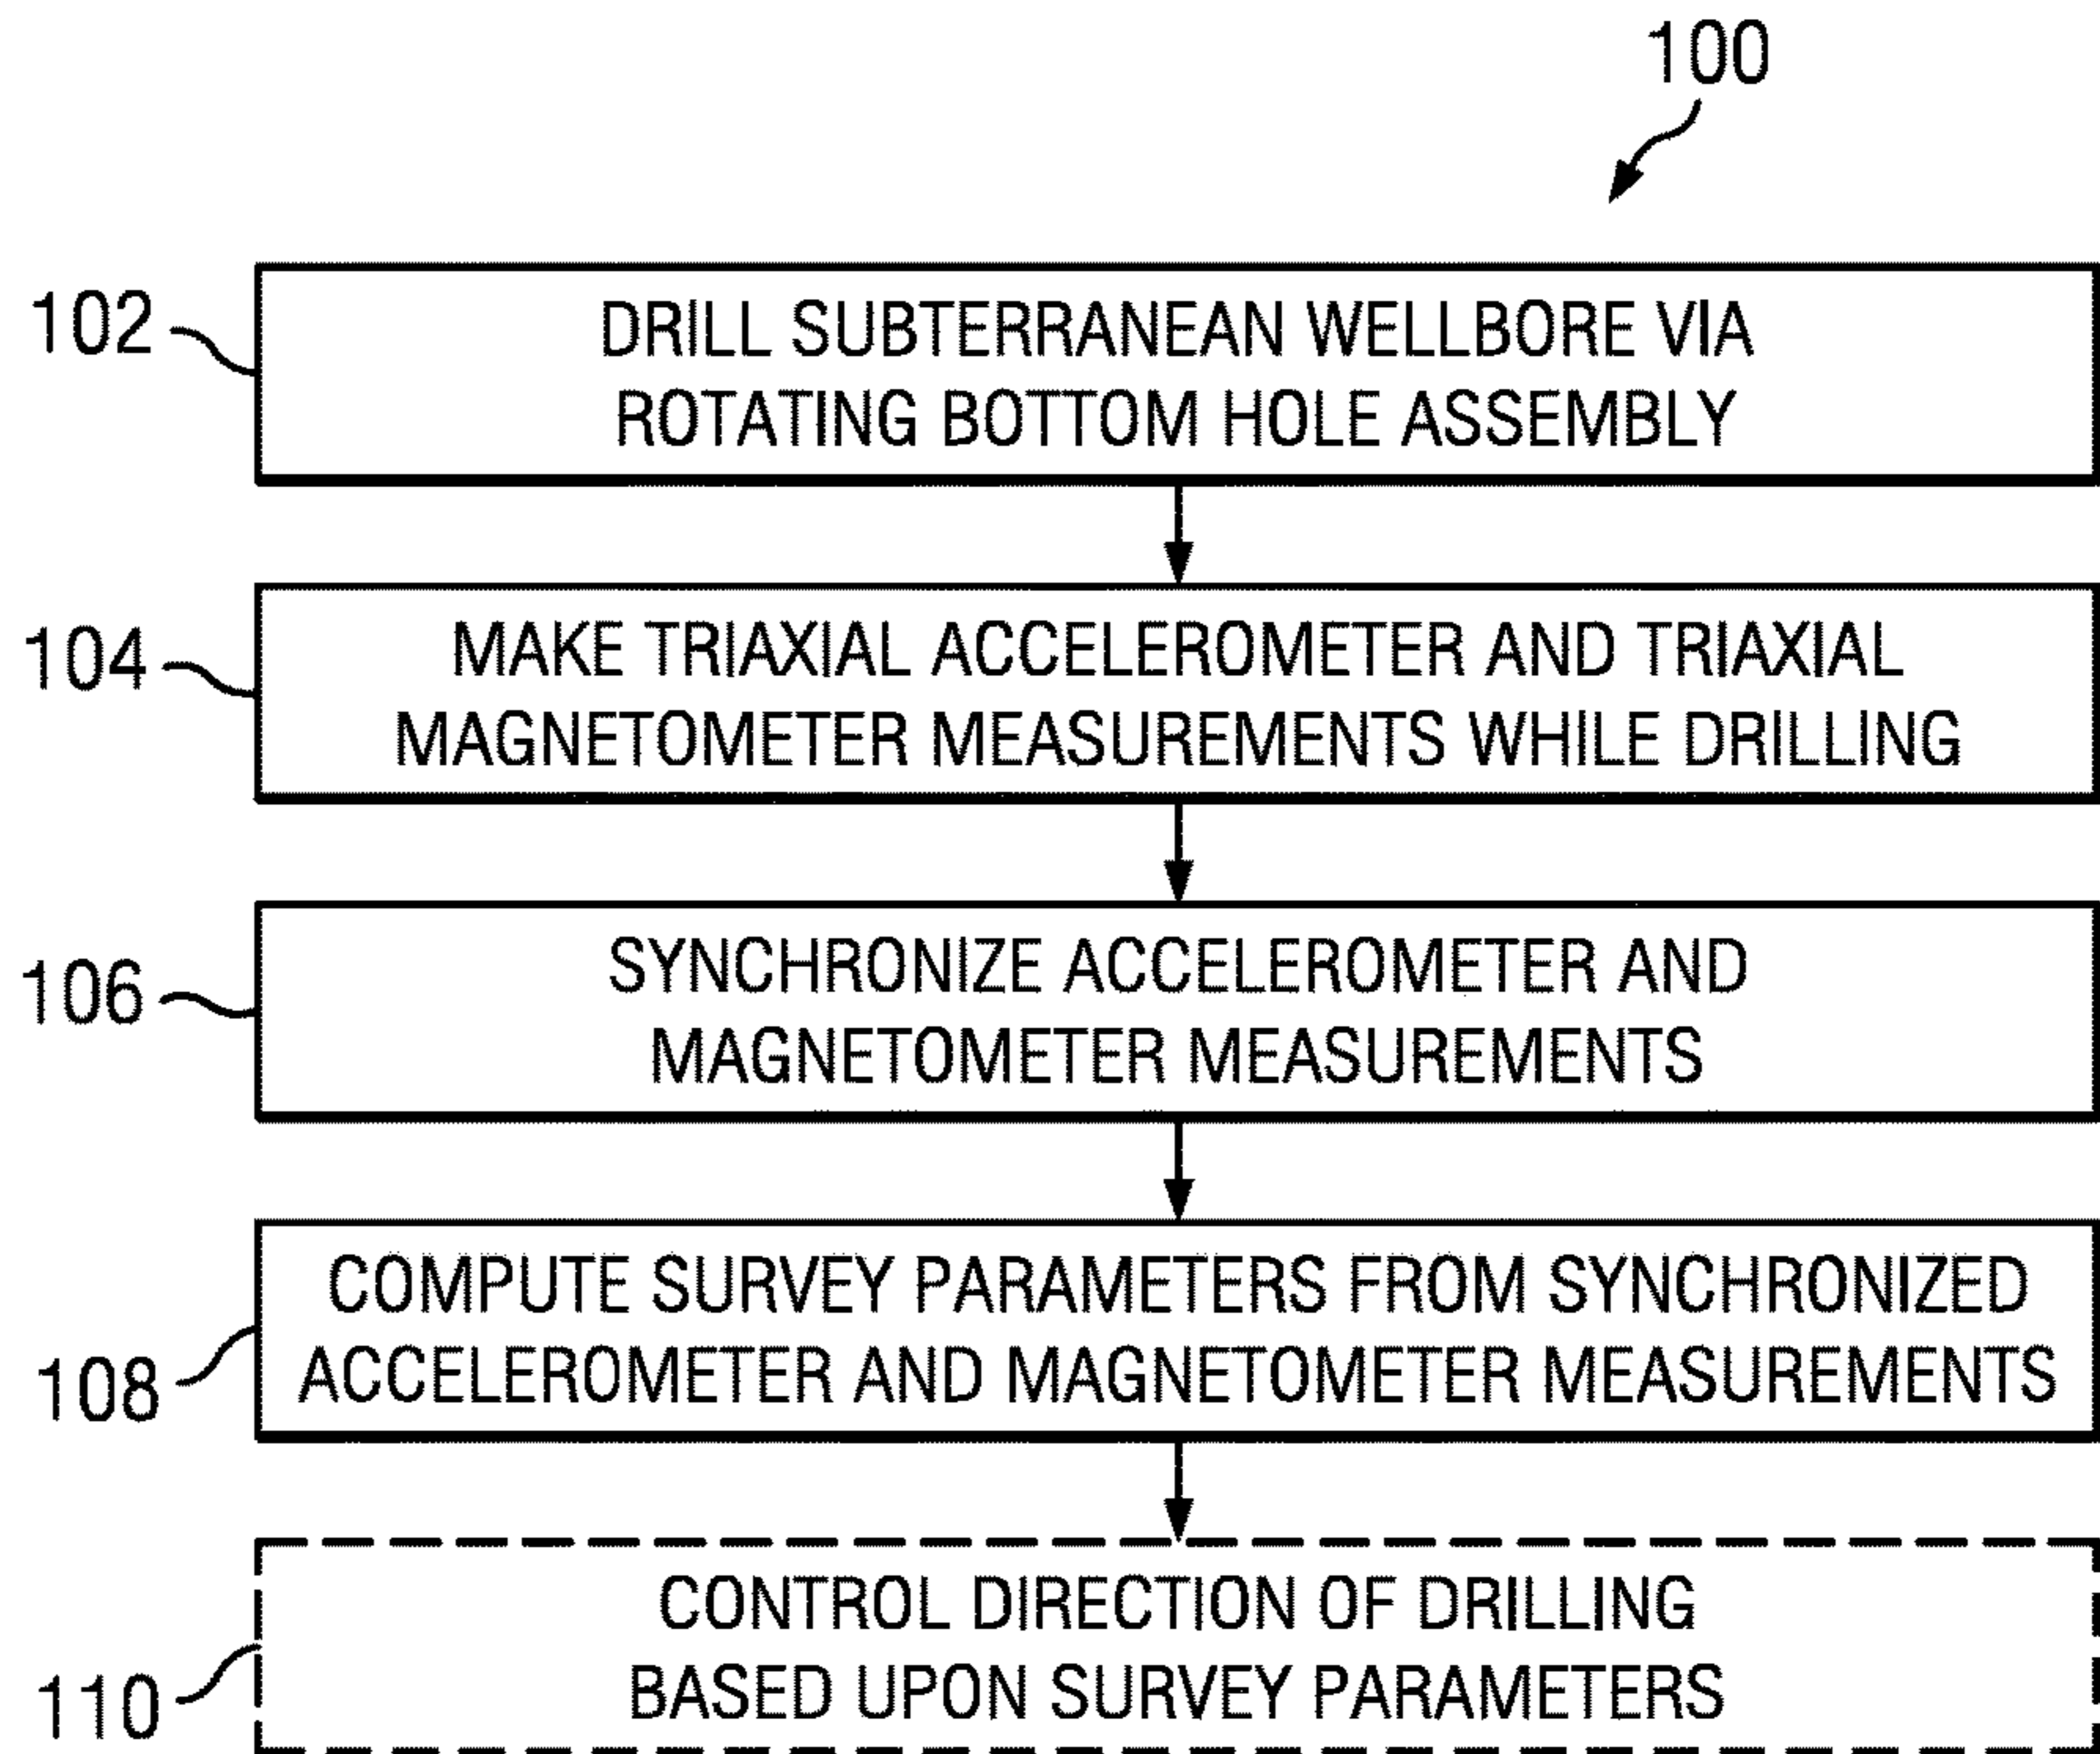 100
102
DRILL SUBTERRANEAN WELLBORE VIA
ROTATING BOTTOM HOLE ASSEMBLY
104
MAKE TRIAXIAL ACCELEROMETER AND TRIAXIAL
MAGNETOMETER MEASUREMENTS WHILE DRILLING
106
SYNCHRONIZE ACCELEROMETER AND
MAGNETOMETER MEASUREMENTS
108
COMPUTE SURVEY PARAMETERS FROM SYNCHRONIZED
ACCELEROMETER AND MAGNETOMETER MEASUREMENTS
110
CONTROL DIRECTION OF DRILLING
BASED UPON SURVEY PARAMETERS